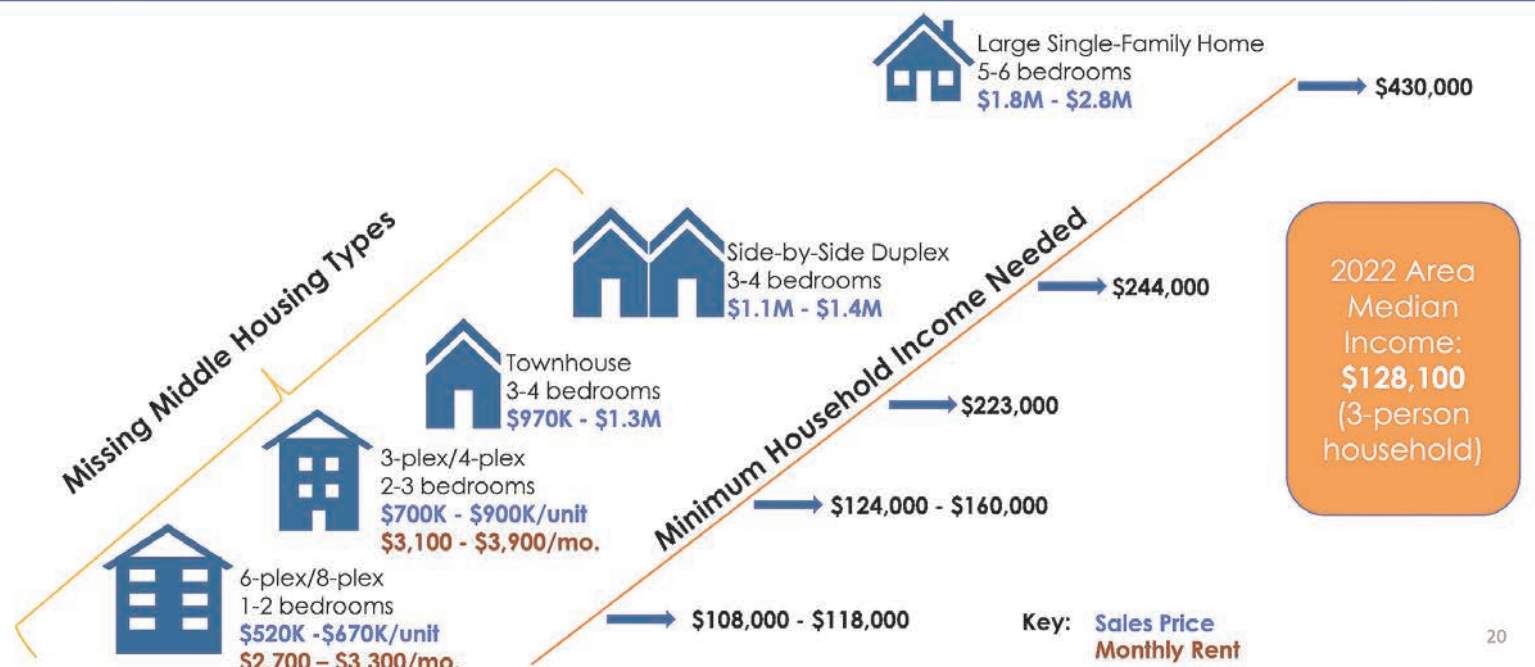 Large Single-Family Home
5-6 bedrooms
$1.8M - $2.8M
$430,000
Missing Middle Housing Types
Side-by-Side Duplex
3-4 bedrooms
$1.1M - $1.4M
Minimum Household Income Needed
$244,000
2022 Area
Median
Income:
$128,100
(3-person
household)
Townhouse
3-4 bedrooms
$970K - $1.3M
$223,000
3-plex/4-plex
2-3 bedrooms
$700K - $900K/unit
$3,100 - $3,900/mo.
$124,000 - $160,000
6-plex/8-plex
1-2 bedrooms
$520K -$670K/unit
$2,700 – $3,300/mo.
$108,000 - $118,000
Key: Sales Price
Monthly Rent
20